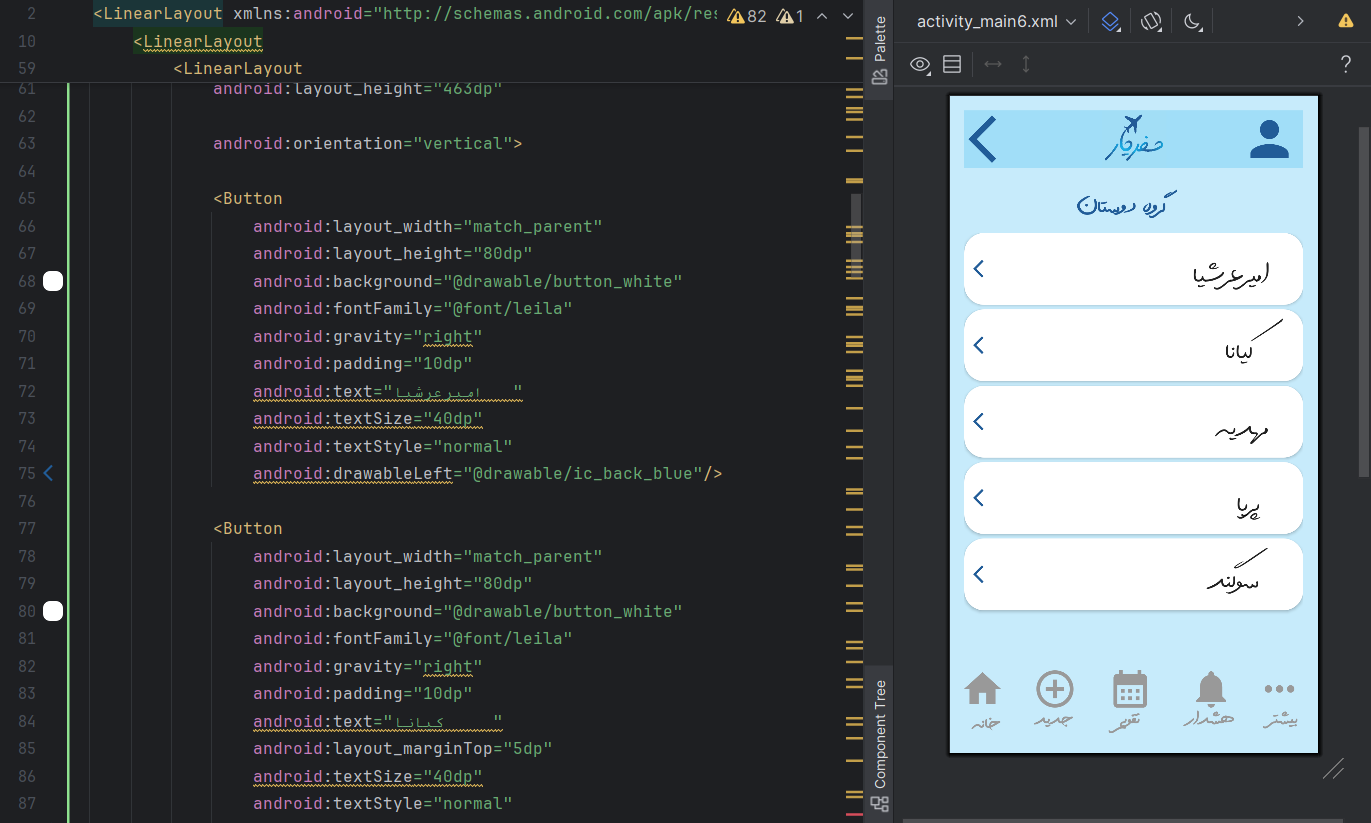 2 <LinearLayout xmlns:android="http://schemas.android.com/apk/res 82 1
10 <LinearLayout
59 <LinearLayout
61 android:layout_height="463dp"
62
63 android:orientation="vertical">
64
65 <Button
66 android:layout_width="match_parent"
67 android:layout_height="80dp"
68 android:background="@drawable/button_white"
69 android:fontFamily="@font/leila"
70 android:gravity="right"
71 android:padding="10dp"
72 android:text="امیرعرشیا   "
73 android:textSize="40dp"
74 android:textStyle="normal"
75 android:drawableLeft="@drawable/ic_back_blue"/>
76
77 <Button
78 android:layout_width="match_parent"
79 android:layout_height="80dp"
80 android:background="@drawable/button_white"
81 android:fontFamily="@font/leila"
82 android:gravity="right"
83 android:padding="10dp"
84 android:text="کیانا     "
85 android:layout_marginTop="5dp"
86 android:textSize="40dp"
87 android:textStyle="normal"
Palette
Component Tree
activity_main6.xml
?
سفریار
گروه دوستان
امیرعرشیا
کیانا
مهدیه
پریا
سوگند
خانه
جدید
تقویم
هشدار
بیشتر